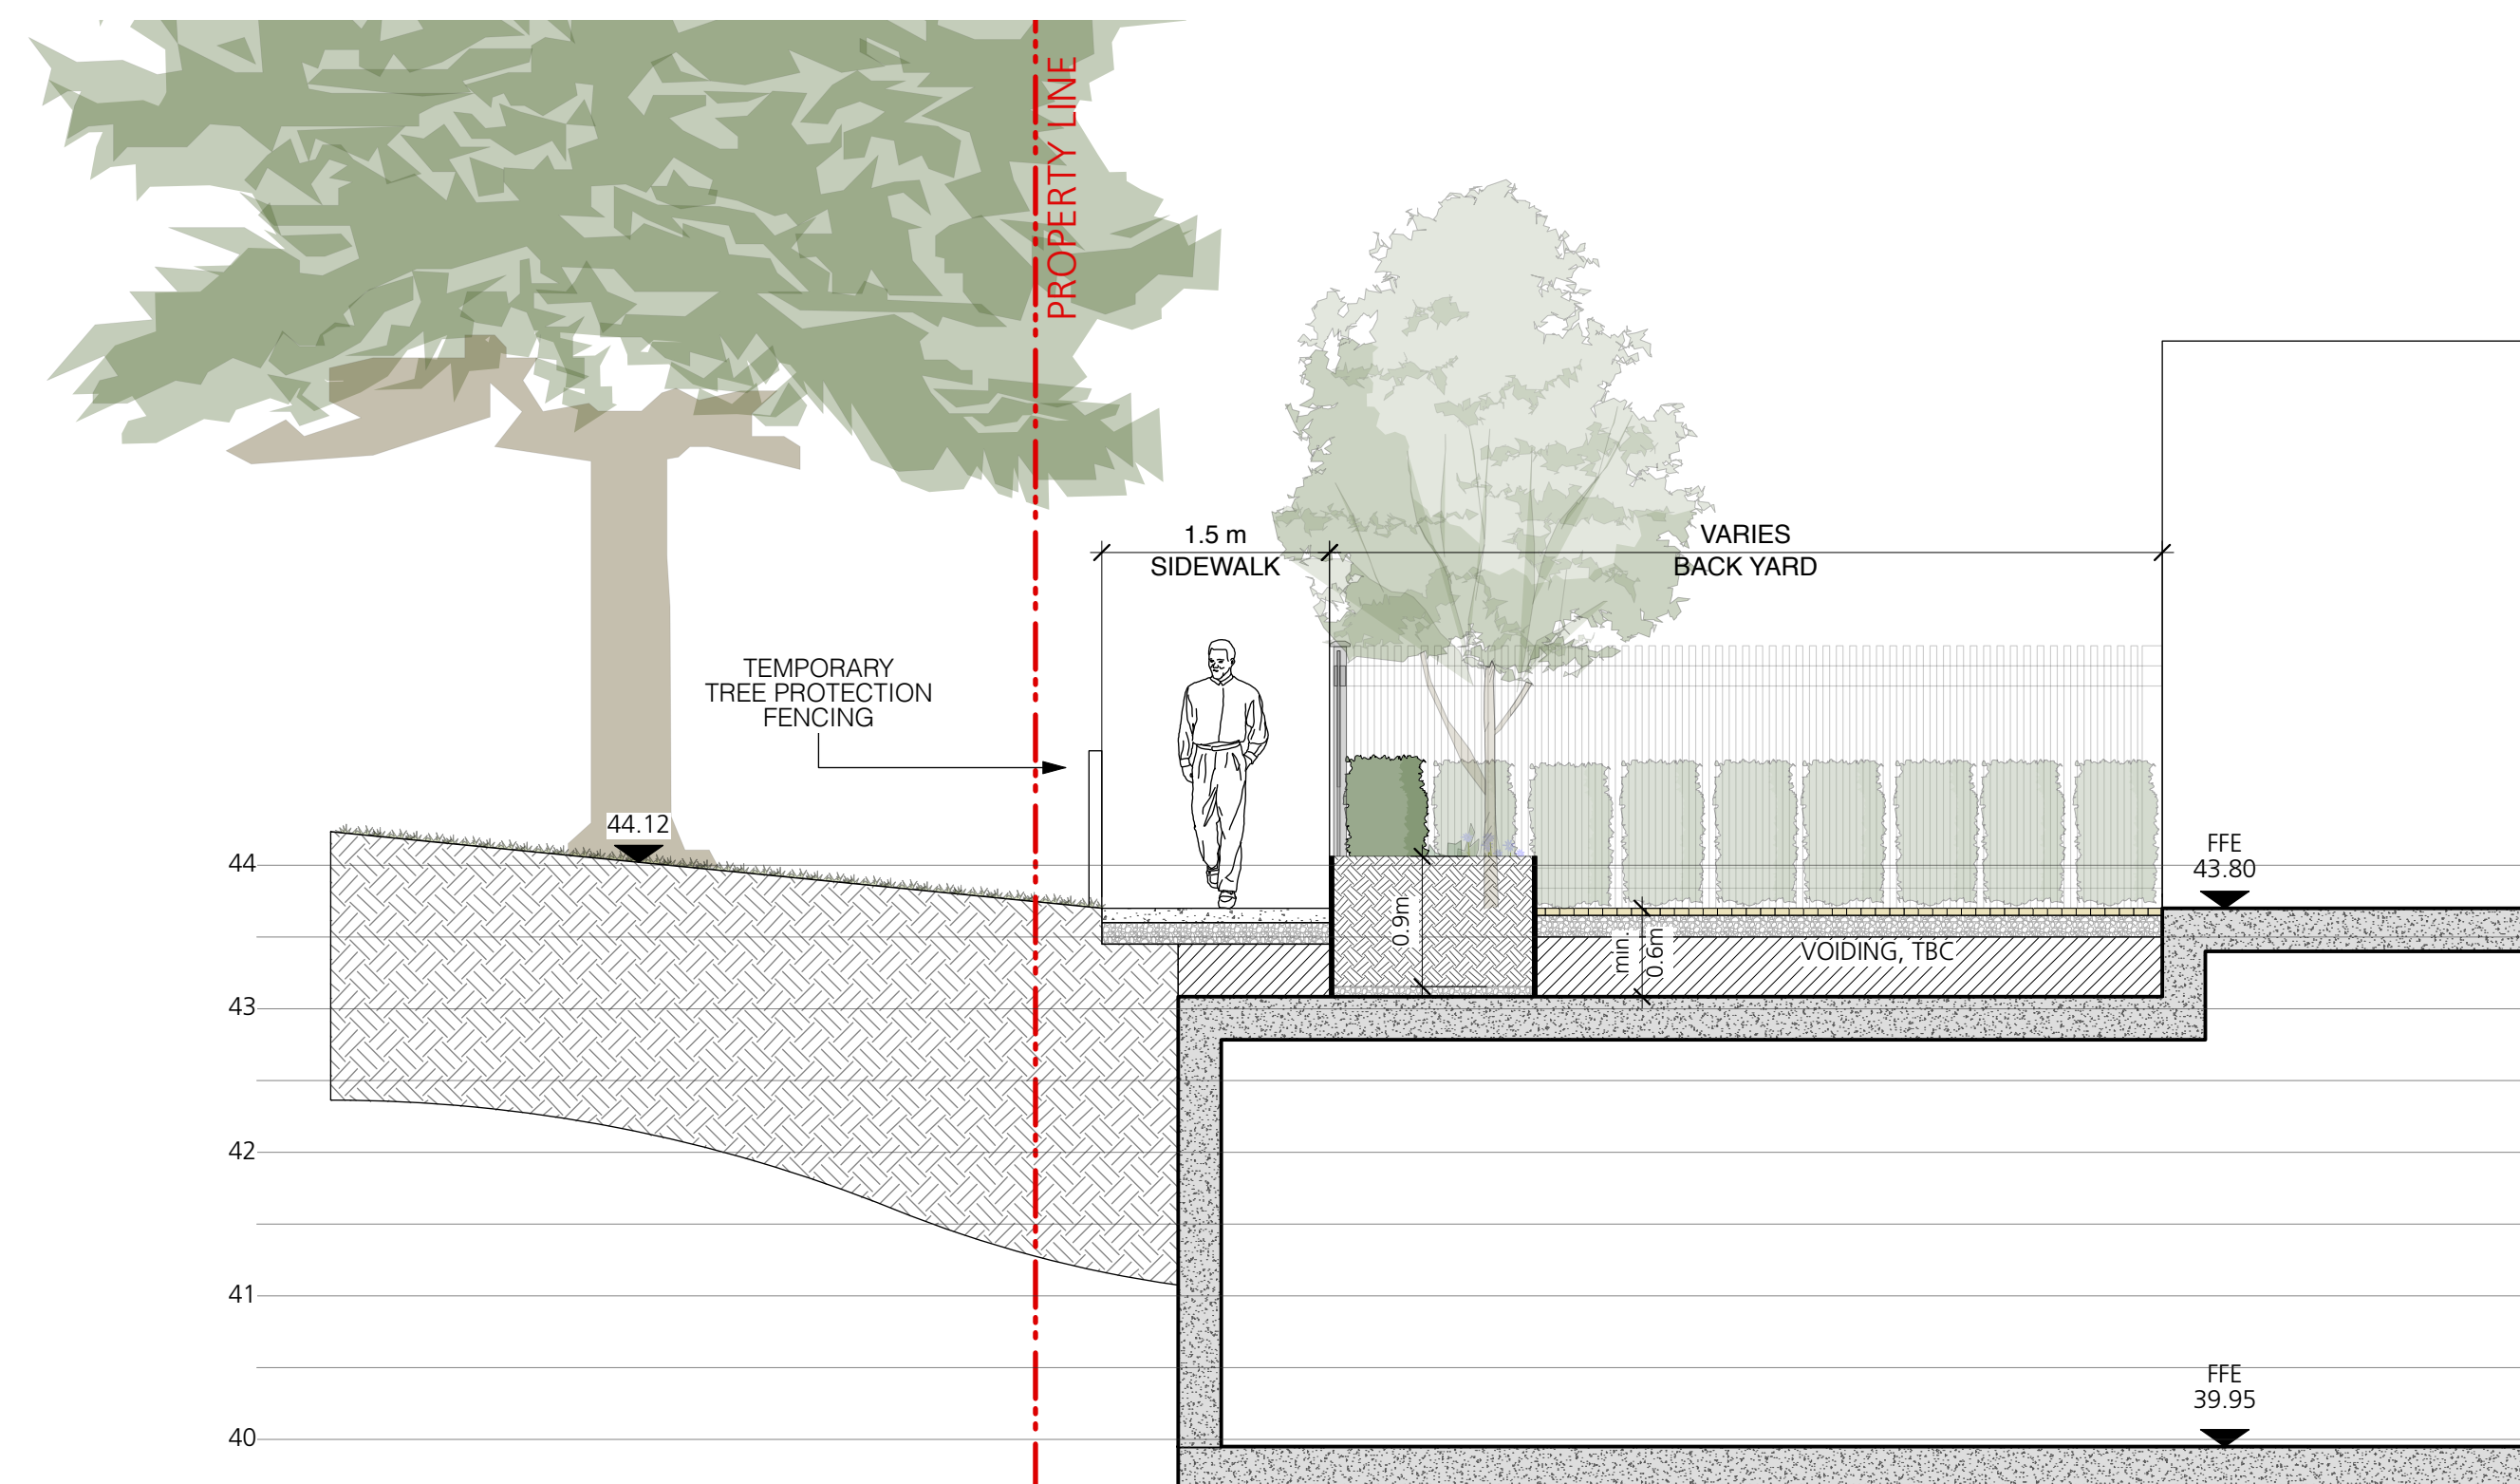 PROPERTY LINE
1.5 m
SIDEWALK
VARIES
BACK YARD
TEMPORARY
TREE PROTECTION
FENCING
44.12
FFE
43.80
44
0.9m
min.
0.6m
VOIDING, TBC
43
42
41
FFE
39.95
40